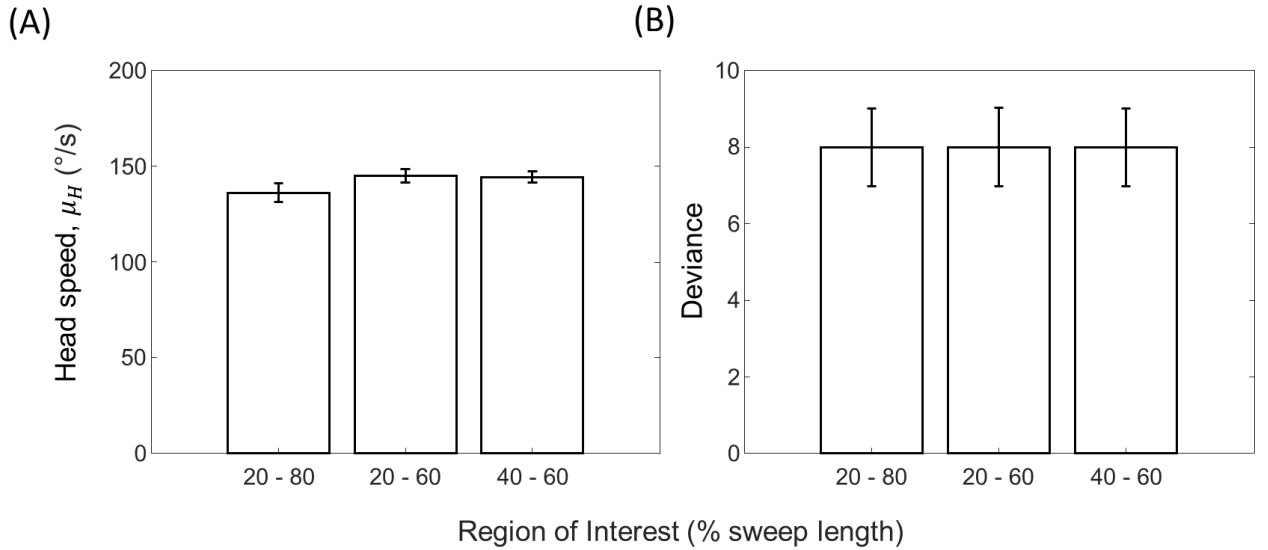 (A)
Head speed, μH (°/s)
200
150
100
50
0
20 - 80
20 - 60
40 - 60
(B)
Deviance
10
8
6
4
2
0
20 - 80
20 - 60
40 - 60
Region of Interest (% sweep length)